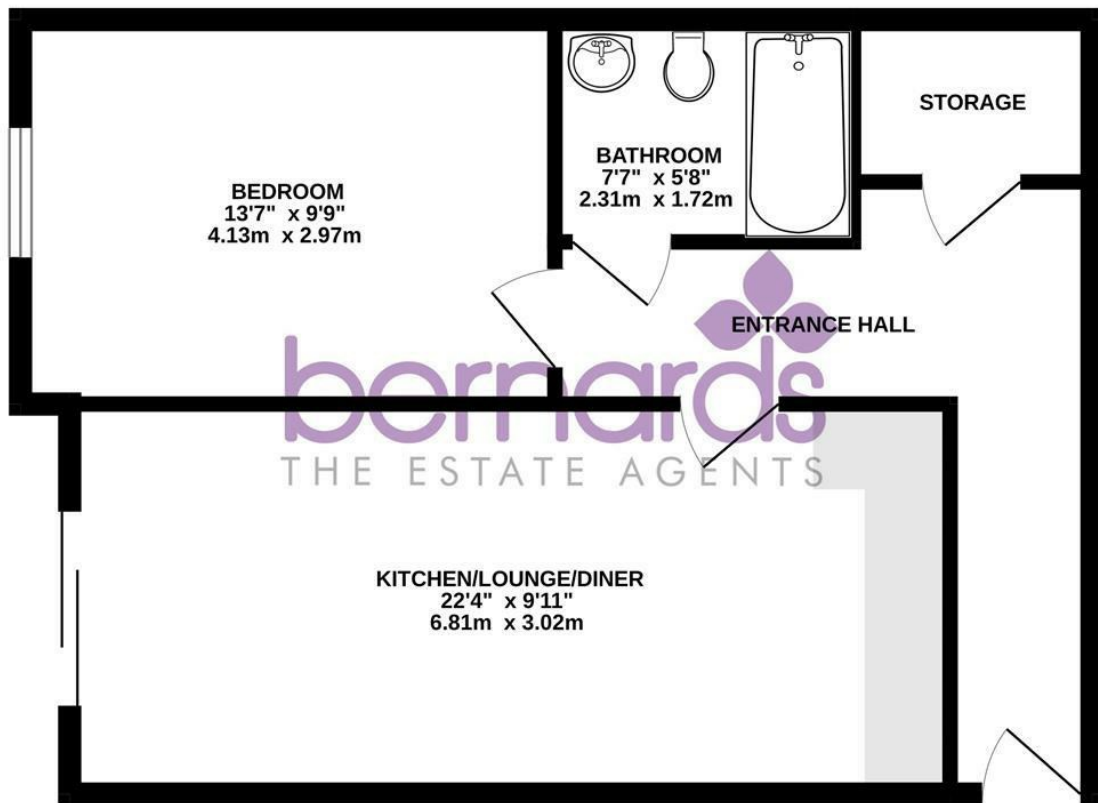 STORAGE
BATHROOM
7'7" x 5'8"
2.31m x 1.72m
BEDROOM
13'7" x 9'9"
4.13m x 2.97m
ENTRANCE HALL
bernards
THE ESTATE AGENTS
KITCHEN/LOUNGE/DINER
22'4" x 9'11"
6.81m x 3.02m